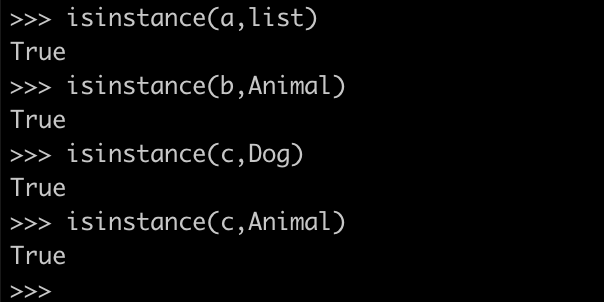 >>> isinstance(a,list)
True
>>> isinstance(b,Animal)
True
>>> isinstance(c,Dog)
True
>>> isinstance(c,Animal)
True
>>>